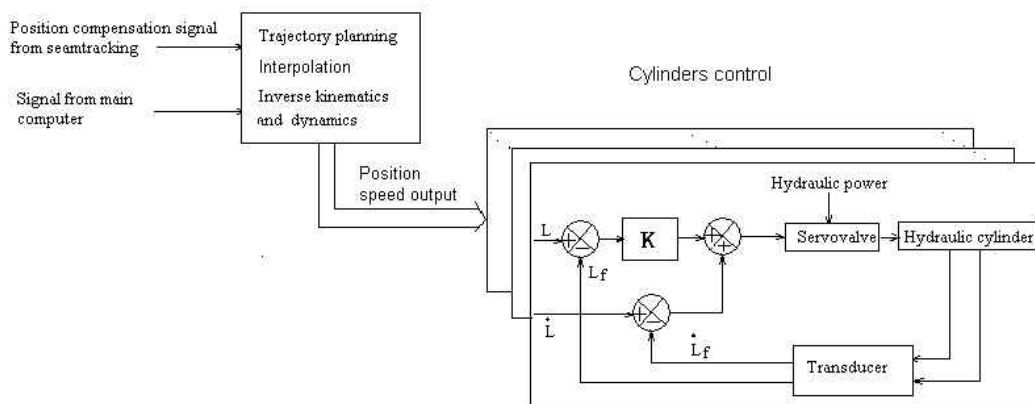 Position compensation signal
from seamtracking
Signal from main
computer
Trajectory planning
Interpolation
Inverse kinematics
and dynamics
Position
speed output
Cylinders control
Hydraulic power
L
+
−
K
+
+
Servovalve
Hydraulic cylinder
Lf
L̇
+
−
L̇f
Transducer